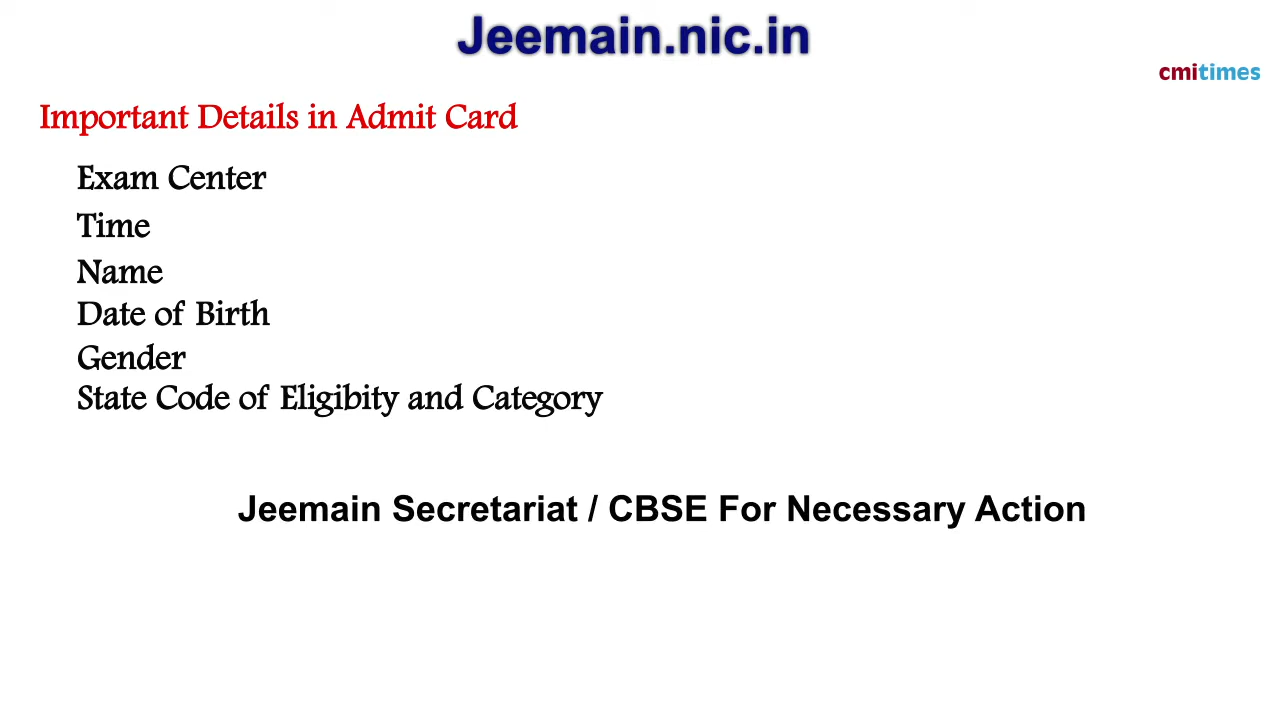 Jeemain.nic.in
cmitimes
Important Details in Admit Card
Exam Center
Time
Name
Date of Birth
Gender
State Code of Eligibity and Category
Jeemain Secretariat / CBSE For Necessary Action